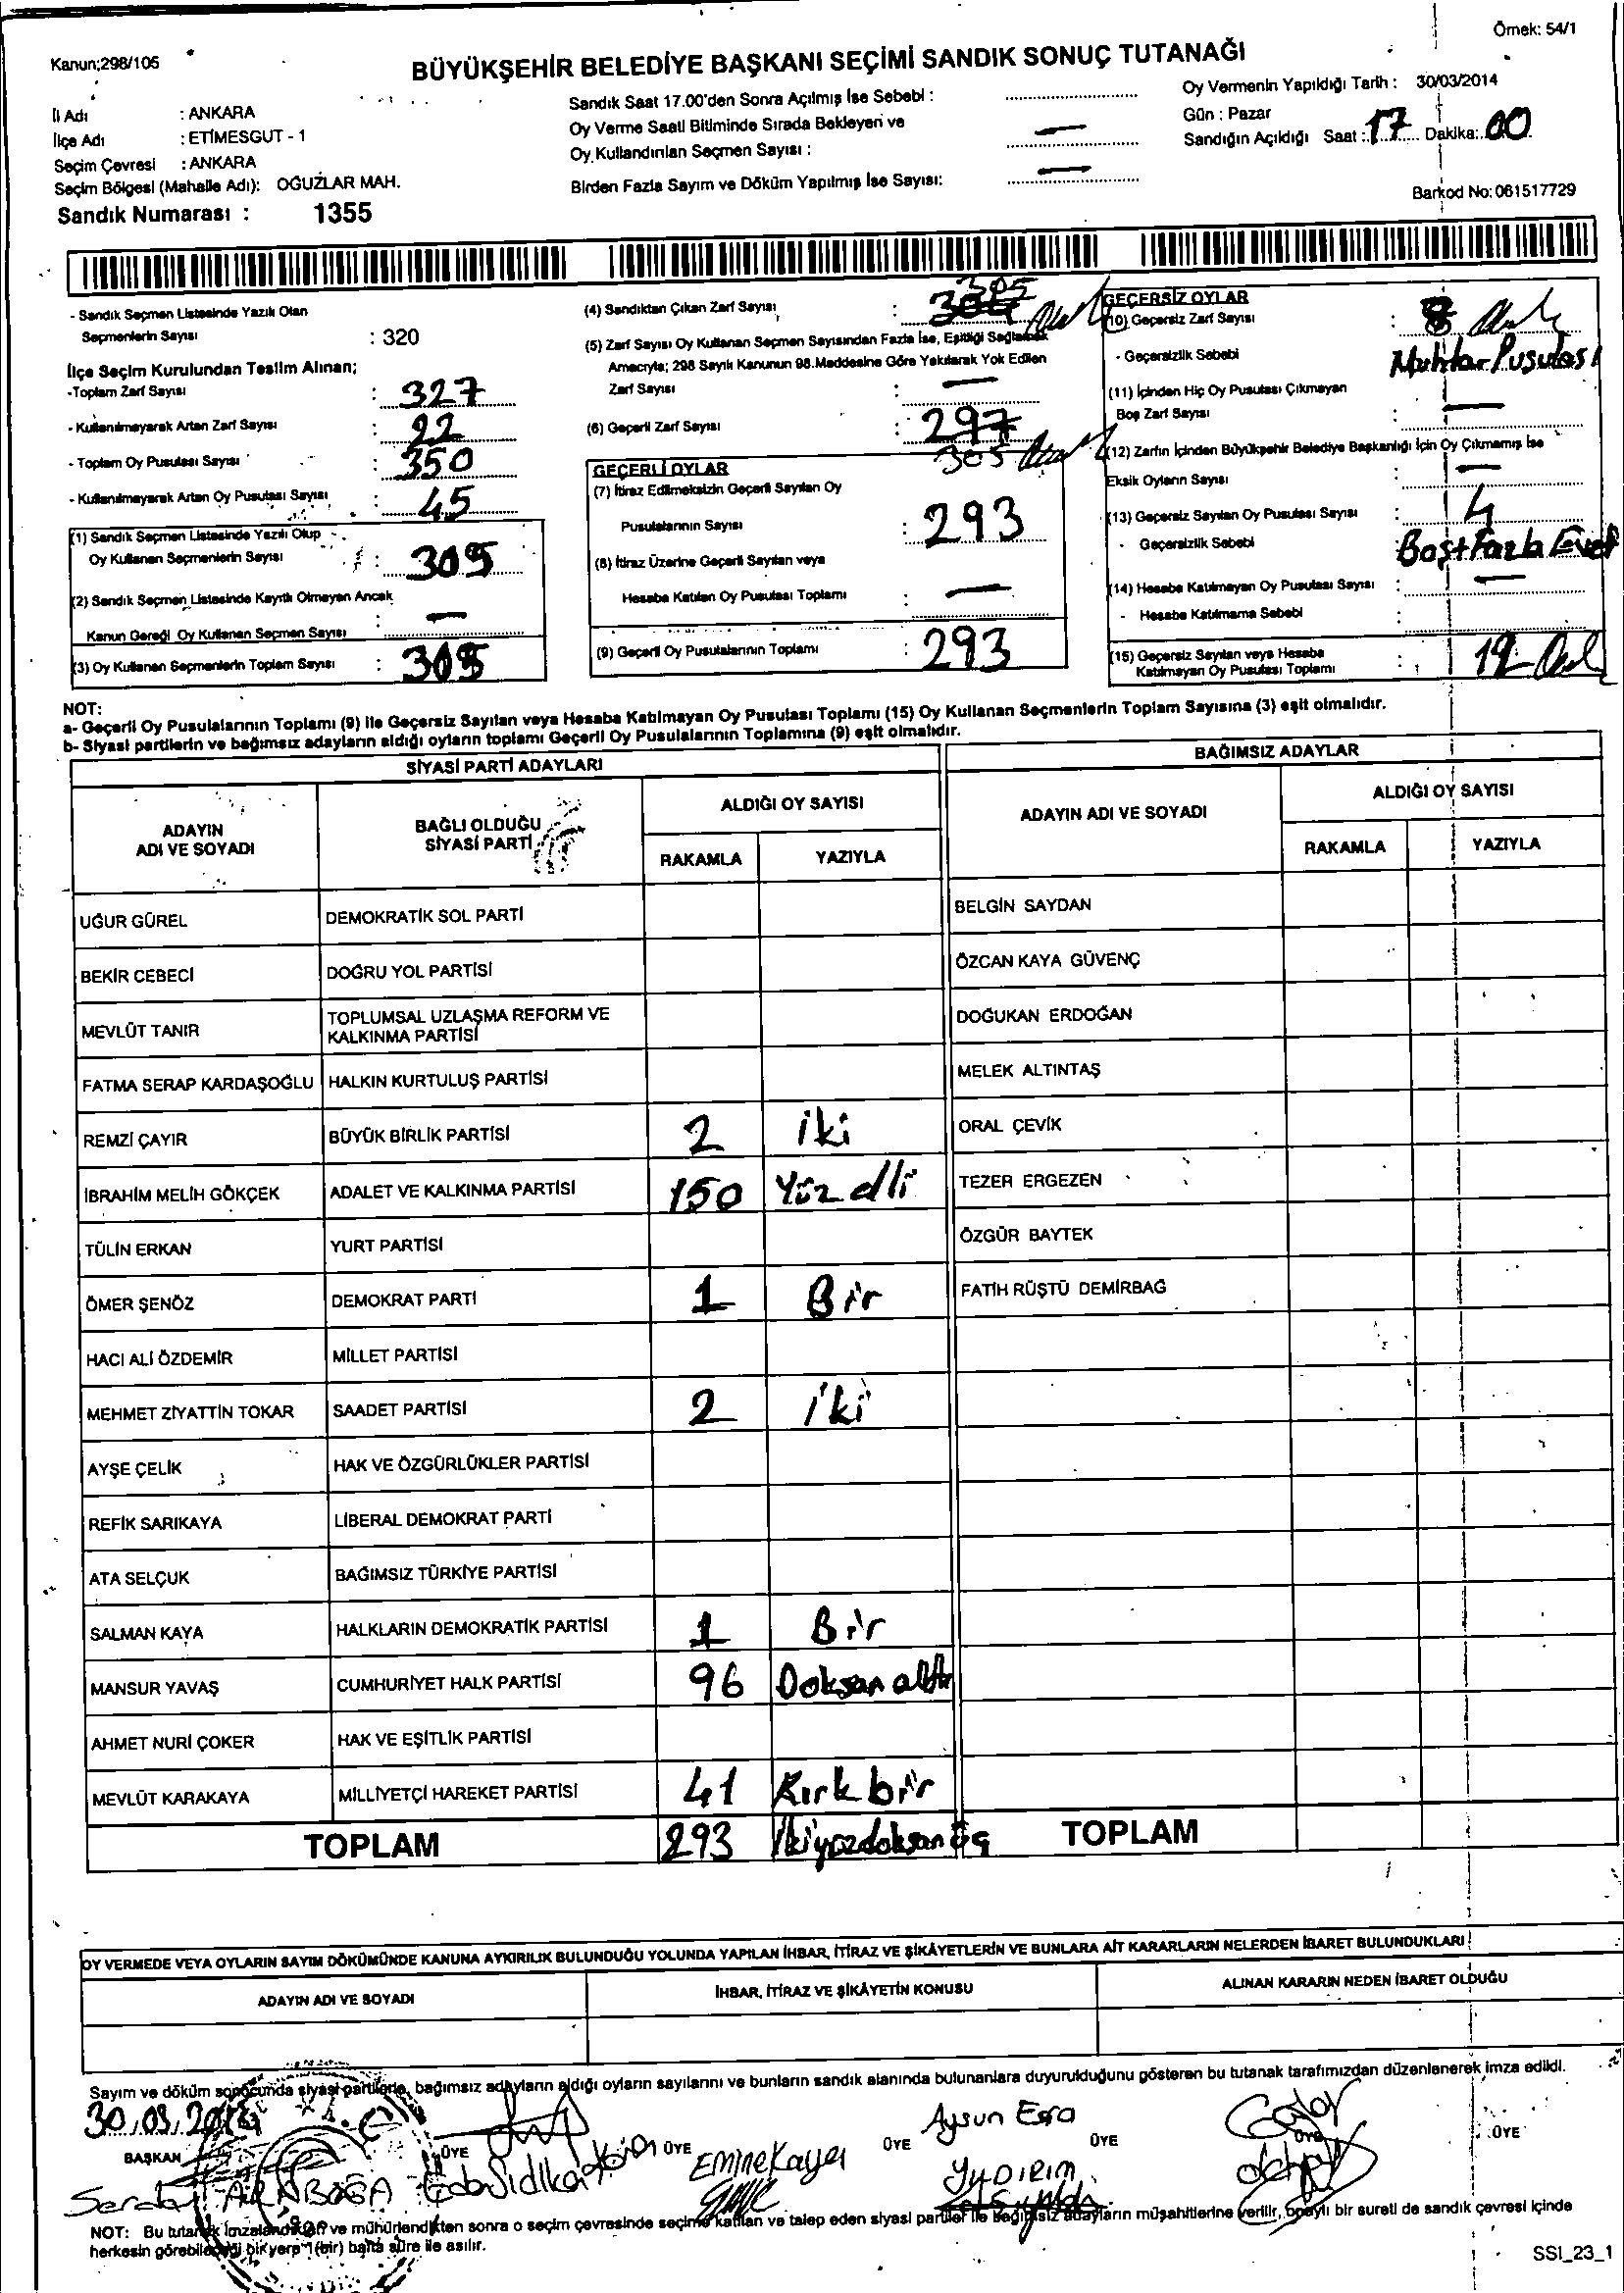 Örnek: 54/1
Kanun;298/105
BÜYÜKŞEHİR BELEDİYE BAŞKANI SEÇİMİ SANDIK SONUÇ TUTANAĞI
İl Adı : ANKARA
İlçe Adı : ETİMESGUT - 1
Seçim Çevresi : ANKARA
Seçim Bölgesi (Mahalle Adı): OĞUZLAR MAH.
Sandık Numarası : 1355
Sandık Saat 17.00'den Sonra Açılmış İse Sebebi :
Oy Verme Saati Bitiminde Sırada Bekleyen ve
Oy Kullandırılan Seçmen Sayısı : —
Birden Fazla Sayım ve Döküm Yapılmış İse Sayısı: —
Oy Vermenin Yapıldığı Tarih : 30/03/2014
Gün : Pazar
Sandığın Açıldığı Saat : 17 Dakika: 00
Barkod No: 061517729
- Sandık Seçmen Listesinde Yazılı Olan
Seçmenlerin Sayısı : 320
İlçe Seçim Kurulundan Teslim Alınan;
-Toplam Zarf Sayısı : 327
- Kullanılmayarak Artan Zarf Sayısı : 22
- Toplam Oy Pusulası Sayısı : 350
- Kullanılmayarak Artan Oy Pusulası Sayısı : 45
(1) Sandık Seçmen Listesinde Yazılı Olup
Oy Kullanan Seçmenlerin Sayısı : 305
(2) Sandık Seçmen Listesinde Kayıtlı Olmayan Ancak
Kanun Gereği Oy Kullanan Seçmen Sayısı : —
(3) Oy Kullanan Seçmenlerin Toplam Sayısı : 305
305
(4) Sandıktan Çıkan Zarf Sayısı : 304
(5) Zarf Sayısı Oy Kullanan Seçmen Sayısından Fazla İse, Eşitliği Sağlamak
Amacıyla; 298 Sayılı Kanunun 98.Maddesine Göre Yakılarak Yok Edilen
Zarf Sayısı : —
(6) Geçerli Zarf Sayısı : 297
305
GEÇERLİ OYLAR
(7) İtiraz Edilmeksizin Geçerli Sayılan Oy
Pusulalarının Sayısı : 293
(8) İtiraz Üzerine Geçerli Sayılan veya
Hesaba Katılan Oy Pusulası Toplamı : —
(9) Geçerli Oy Pusulalarının Toplamı : 293
GEÇERSİZ OYLAR
(10) Geçersiz Zarf Sayısı : 8
- Geçersizlik Sebebi Muhtar Pusulası
(11) İçinden Hiç Oy Pusulası Çıkmayan
Boş Zarf Sayısı : —
(12) Zarfın İçinden Büyükşehir Belediye Başkanlığı İçin Oy Çıkmamış İse
Eksik Oyların Sayısı : —
(13) Geçersiz Sayılan Oy Pusulası Sayısı : 4
- Geçersizlik Sebebi : Boş+Fazla Evet
(14) Hesaba Katılmayan Oy Pusulası Sayısı : —
- Hesaba Katılmama Sebebi :
(15) Geçersiz Sayılan veya Hesaba
Katılmayan Oy Pusulası Toplamı : 12
NOT:
a- Geçerli Oy Pusulalarının Toplamı (9) ile Geçersiz Sayılan veya Hesaba Katılmayan Oy Pusulası Toplamı (15) Oy Kullanan Seçmenlerin Toplam Sayısına (3) eşit olmalıdır.
b- Siyasi partilerin ve bağımsız adayların aldığı oyların toplamı Geçerli Oy Pusulalarının Toplamına (9) eşit olmalıdır.
SİYASİ PARTİ ADAYLARI
ADAYIN ADI VE SOYADI BAĞLI OLDUĞU SİYASİ PARTİ ALDIĞI OY SAYISI
RAKAMLA YAZIYLA
UĞUR GÜREL DEMOKRATİK SOL PARTİ
BEKİR CEBECİ DOĞRU YOL PARTİSİ
MEVLÜT TANIR TOPLUMSAL UZLAŞMA REFORM VE KALKINMA PARTİSİ
FATMA SERAP KARDAŞOĞLU HALKIN KURTULUŞ PARTİSİ
REMZİ ÇAYIR BÜYÜK BİRLİK PARTİSİ 2 iki
İBRAHİM MELİH GÖKÇEK ADALET VE KALKINMA PARTİSİ 150 Yüz elli
TÜLİN ERKAN YURT PARTİSİ
ÖMER ŞENÖZ DEMOKRAT PARTİ 1 Bir
HACI ALİ ÖZDEMİR MİLLET PARTİSİ
MEHMET ZİYATTİN TOKAR SAADET PARTİSİ 2 iki
AYŞE ÇELİK HAK VE ÖZGÜRLÜKLER PARTİSİ
REFİK SARIKAYA LİBERAL DEMOKRAT PARTİ
ATA SELÇUK BAĞIMSIZ TÜRKİYE PARTİSİ
SALMAN KAYA HALKLARIN DEMOKRATİK PARTİSİ 1 Bir
MANSUR YAVAŞ CUMHURİYET HALK PARTİSİ 96 Doksan altı
AHMET NURİ ÇOKER HAK VE EŞİTLİK PARTİSİ
MEVLÜT KARAKAYA MİLLİYETÇİ HAREKET PARTİSİ 41 Kırk bir
TOPLAM 293 İkiyüzdoksan üç
BAĞIMSIZ ADAYLAR
ADAYIN ADI VE SOYADI ALDIĞI OY SAYISI
RAKAMLA YAZIYLA
BELGİN SAYDAN
ÖZCAN KAYA GÜVENÇ
DOĞUKAN ERDOĞAN
MELEK ALTINTAŞ
ORAL ÇEVİK
TEZER ERGEZEN
ÖZGÜR BAYTEK
FATİH RÜŞTÜ DEMİRBAĞ
TOPLAM
OY VERMEDE VEYA OYLARIN SAYIM DÖKÜMÜNDE KANUNA AYKIRILIK BULUNDUĞU YOLUNDA YAPILAN İHBAR, İTİRAZ VE ŞİKÂYETLERİN VE BUNLARA AİT KARARLARIN NELERDEN İBARET BULUNDUKLARI
ADAYIN ADI VE SOYADI İHBAR, İTİRAZ VE ŞİKÂYETİN KONUSU ALINAN KARARIN NEDEN İBARET OLDUĞU
Sayım ve döküm sonucunda siyasi partilerle, bağımsız adayların aldığı oyların sayılarını ve bunların sandık alanında bulunanlara duyurulduğunu gösteren bu tutanak tarafımızdan düzenlenerek imza edildi.
30.03.2014
BAŞKAN ÜYE ÜYE ÜYE ÜYE ÜYE ÜYE
Emine Kaya
Aysun Esra
YILDIRIM
NOT: Bu tutanak imzalandıktan ve mühürlendikten sonra o seçim çevresinde seçime katılan ve talep eden siyasi partiler ile bağımsız adayların müşahitlerine verilir, onaylı bir sureti de sandık çevresi içinde
herkesin görebileceği bir yere 1 (bir) hafta süre ile asılır.
SSI_23_1